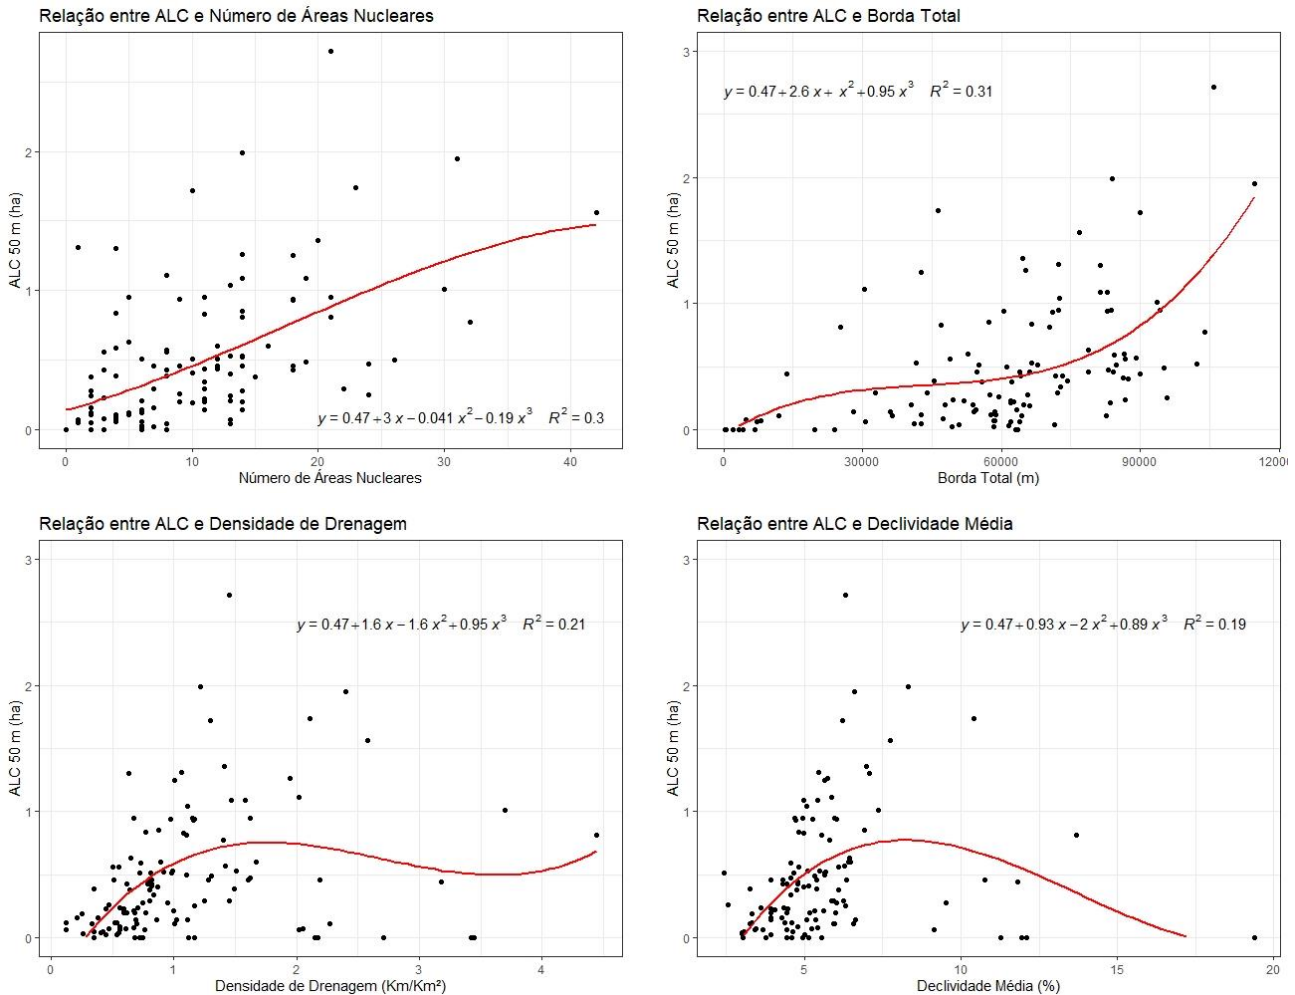 Relação entre ALC e Número de Áreas Nucleares
ALC 50 m (ha)
2
1
0
y = 0.47+3 x−0.041 x² −0.19 x³ R² = 0.3
0 10 20 30 40
Número de Áreas Nucleares
Relação entre ALC e Borda Total
ALC 50 m (ha)
3
2
1
0
y = 0.47+2.6 x+ x² +0.95 x³ R² = 0.31
0 30000 60000 90000 12000
Borda Total (m)
Relação entre ALC e Densidade de Drenagem
ALC 50 m (ha)
3
2
1
0
y = 0.47+1.6 x−1.6 x² +0.95 x³ R² = 0.21
0 1 2 3 4
Densidade de Drenagem (Km/Km²)
Relação entre ALC e Declividade Média
ALC 50 m (ha)
3
2
1
0
y = 0.47+0.93 x−2 x² +0.89 x³ R² = 0.19
5 10 15 20
Declividade Média (%)